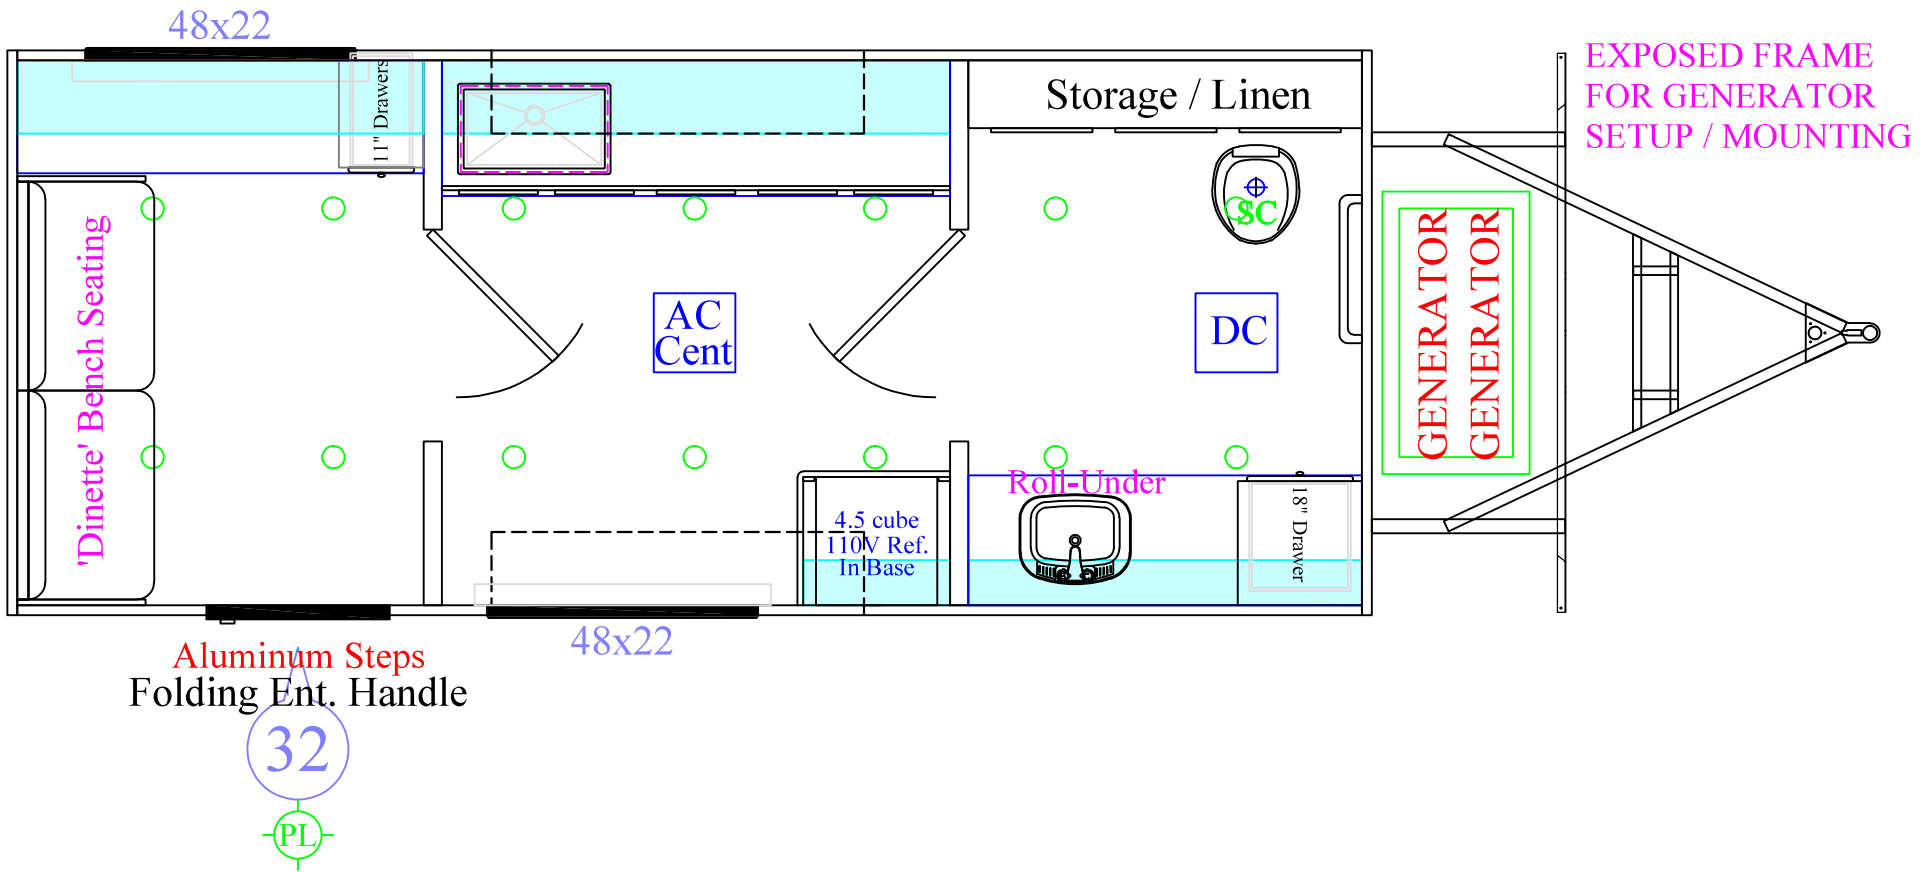 48x22
EXPOSED FRAME
FOR GENERATOR
SETUP / MOUNTING
11" Drawers
Storage / Linen
SC
'Dinette' Bench Seating
AC
Cent
DC
GENERATOR
GENERATOR
Roll-Under
4.5 cube
110V Ref.
In Base
18" Drawer
48x22
Aluminum Steps
Folding Ent. Handle
32
PL